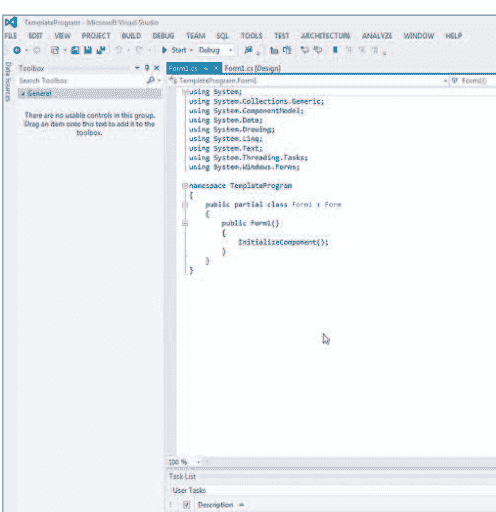 TemplateProgram - Microsoft Visual Studio
FILE EDIT VIEW PROJECT BUILD DEBUG TEAM SQL TOOLS TEST ARCHITECTURE ANALYZE WINDOW HELP
Start Debug
Data Sources
Toolbox
Search Toolbox
General
There are no usable controls in this group.
Drag an item onto this text to add it to the
toolbox.
Form1.cs Form1.cs [Design]
TemplateProgram.Form1 Form1()
using System;
using System.Collections.Generic;
using System.ComponentModel;
using System.Data;
using System.Drawing;
using System.Linq;
using System.Text;
using System.Threading.Tasks;
using System.Windows.Forms;
namespace TemplateProgram
{
public partial class Form1 : Form
{
public Form1()
{
InitializeComponent();
}
}
}
100 %
Task List
User Tasks
! Description